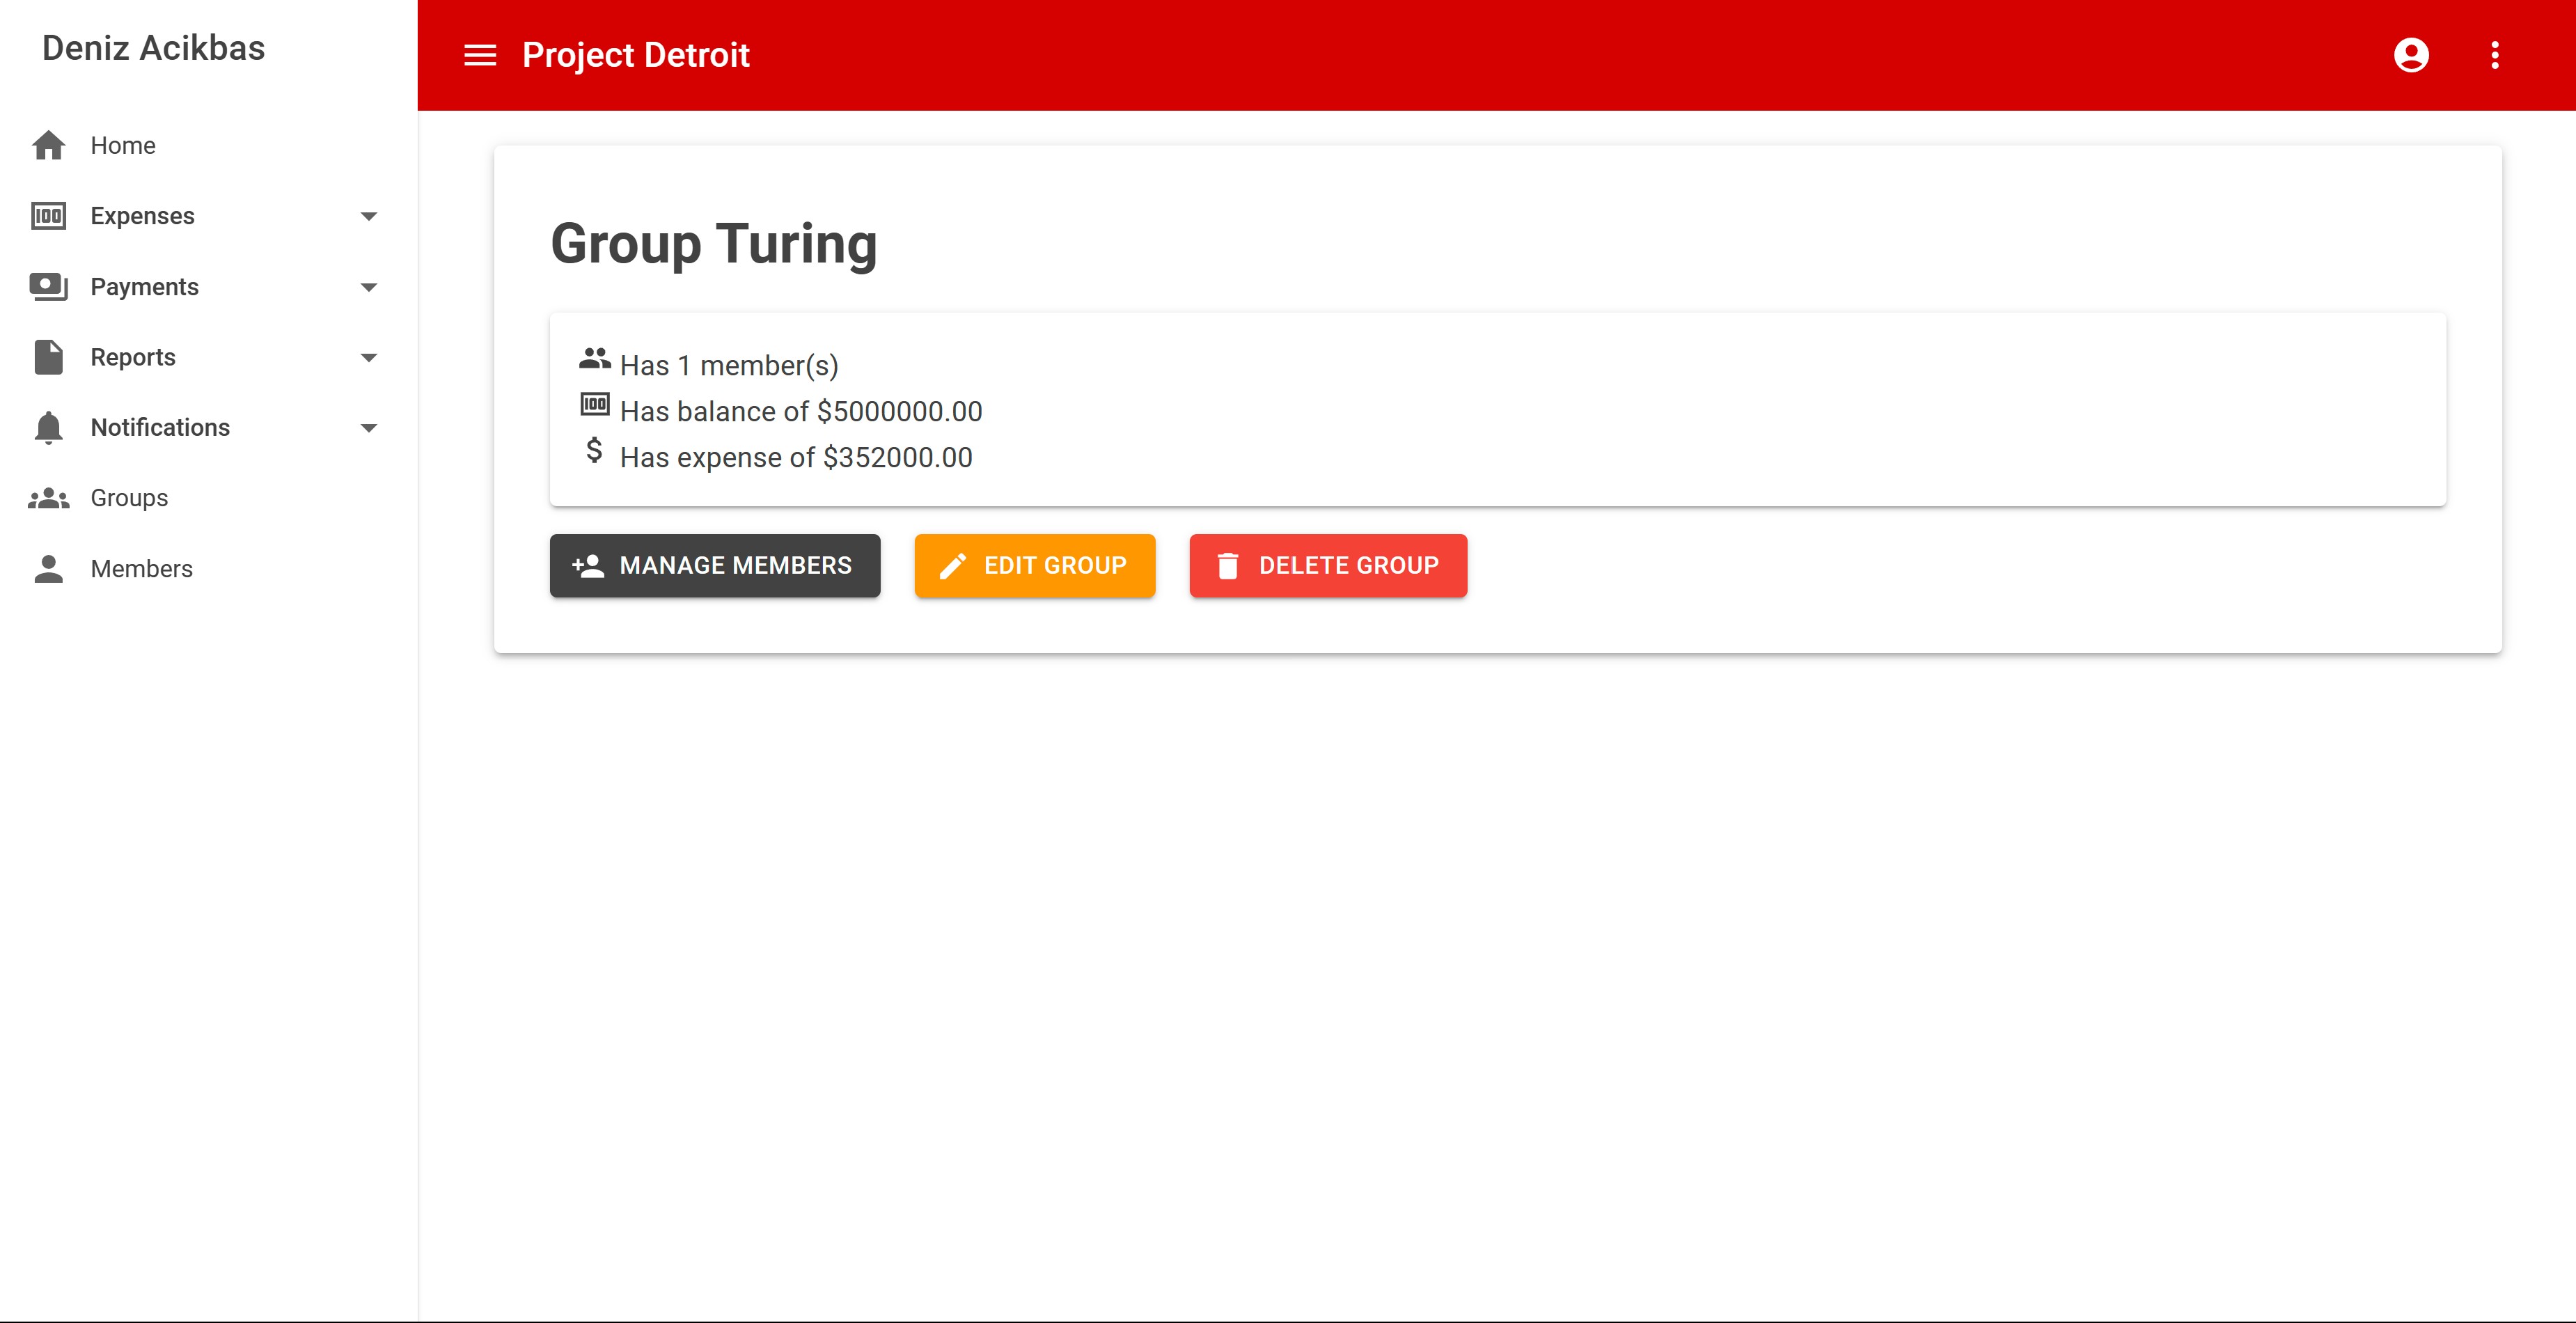 Deniz Acikbas
Home
Expenses
Payments
Reports
Notifications
Groups
Members
Project Detroit
Group Turing
Has 1 member(s)
Has balance of $5000000.00
Has expense of $352000.00
MANAGE MEMBERS
EDIT GROUP
DELETE GROUP